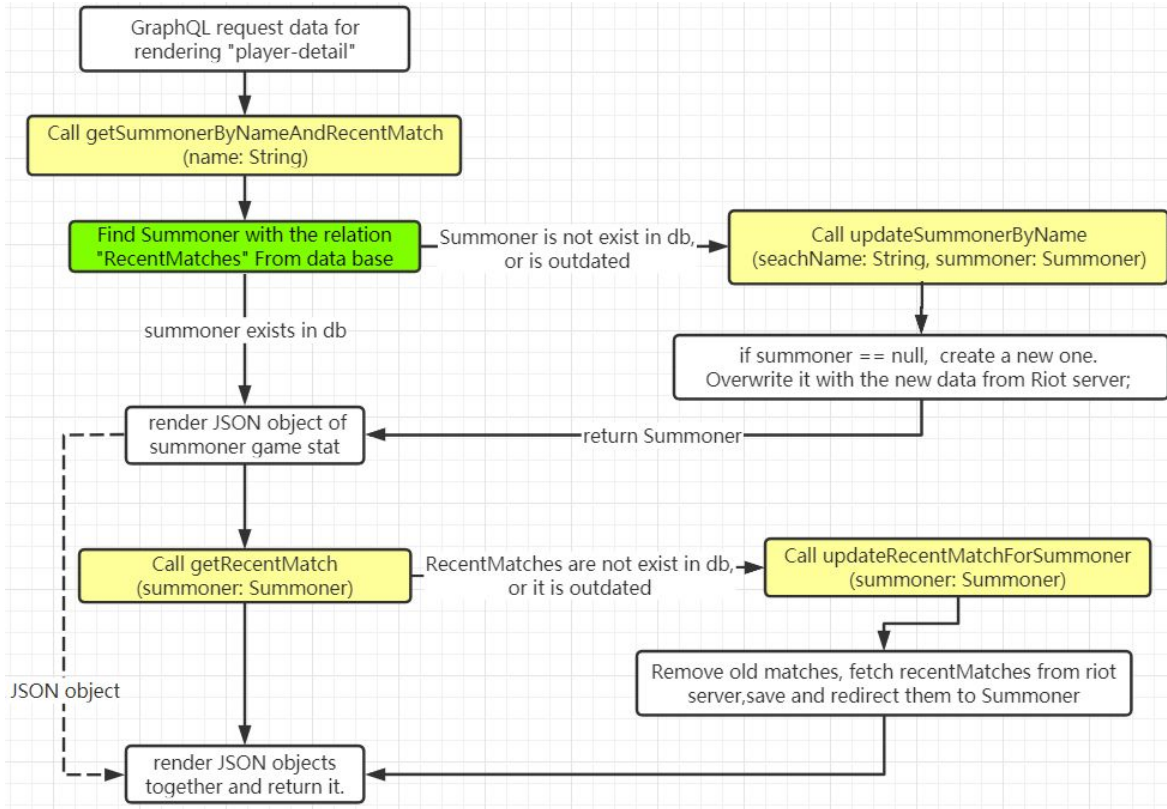 GraphQL request data for
rendering "player-detail"
Call getSummonerByNameAndRecentMatch
(name: String)
Find Summoner with the relation
"RecentMatches" From data base
Summoner is not exist in db,
or is outdated
Call updateSummonerByName
(seachName: String, summoner: Summoner)
summoner exists in db
if summoner == null,  create a new one.
Overwrite it with the new data from Riot server;
render JSON object of
summoner game stat
return Summoner
Call getRecentMatch
(summoner: Summoner)
RecentMatches are not exist in db,
or it is outdated
Call updateRecentMatchForSummoner
(summoner: Summoner)
Remove old matches, fetch recentMatches from riot
server,save and redirect them to Summoner
JSON object
render JSON objects
together and return it.